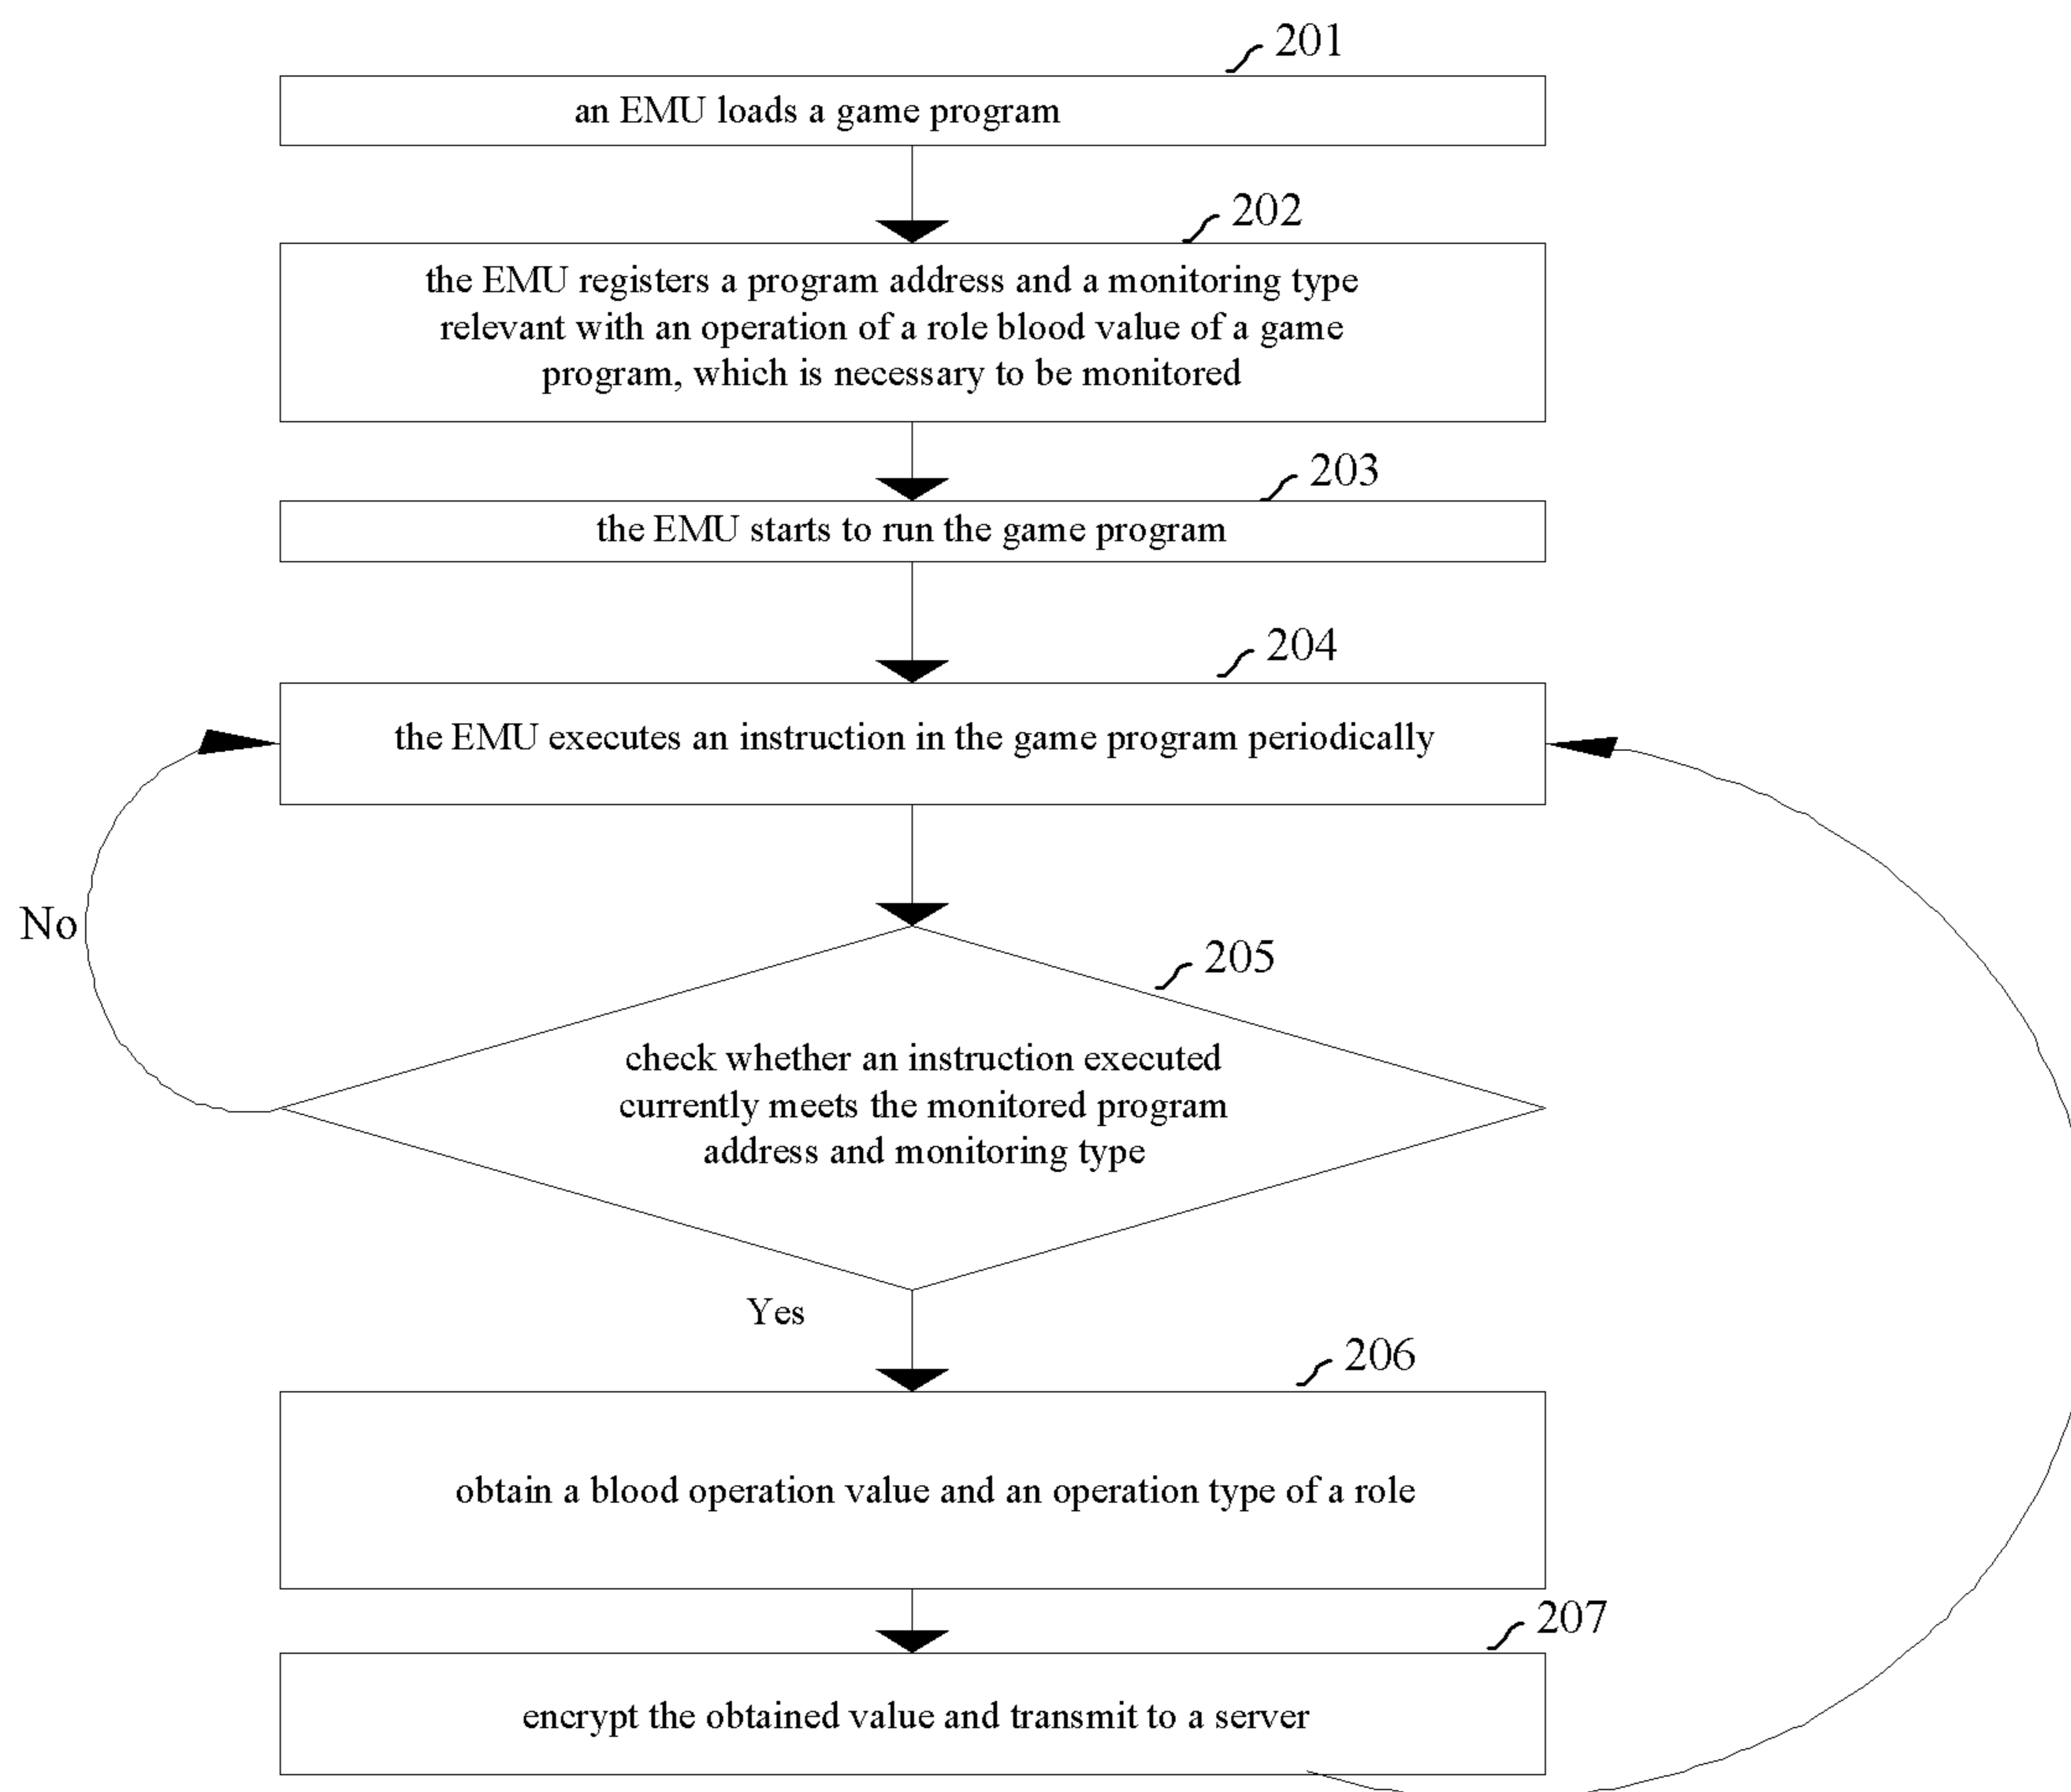 201
an EMU loads a game program
202
the EMU registers a program address and a monitoring type
relevant with an operation of a role blood value of a game
program, which is necessary to be monitored
203
the EMU starts to run the game program
204
the EMU executes an instruction in the game program periodically
No
205
check whether an instruction executed
currently meets the monitored program
address and monitoring type
Yes
206
obtain a blood operation value and an operation type of a role
207
encrypt the obtained value and transmit to a server